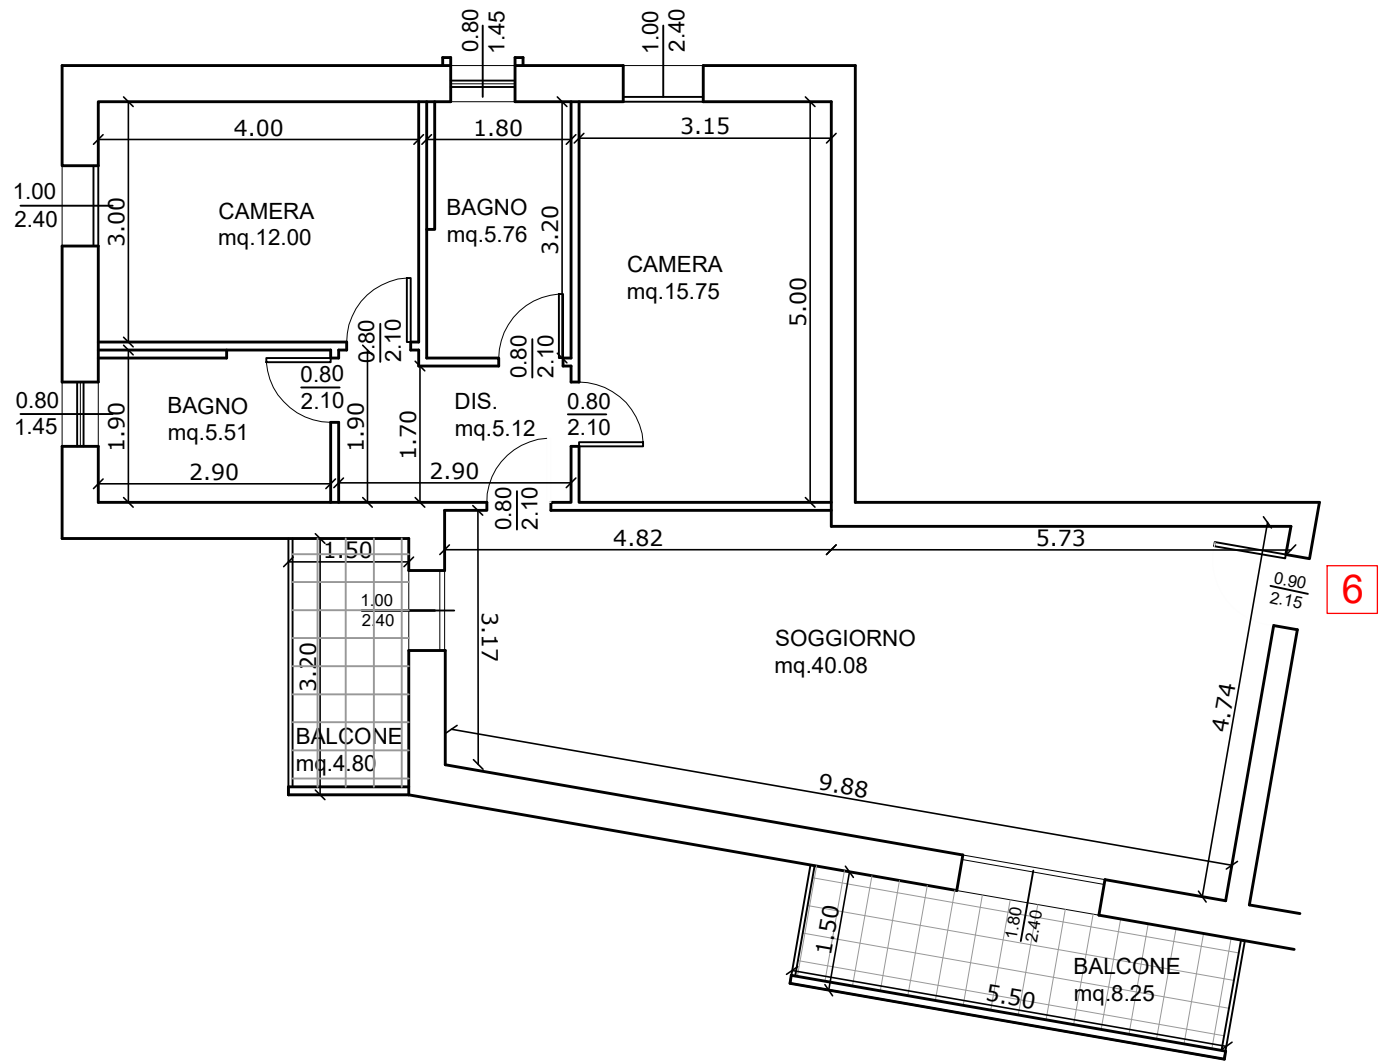 0.80
1.45
1.00
2.40
4.00
1.80
3.15
1.00
2.40
3.00
CAMERA
mq.12.00
BAGNO
mq.5.76
3.20
CAMERA
mq.15.75
5.00
0.80
2.10
0.80
2.10
0.80
2.10
0.80
2.10
0.80
1.45
1.90
BAGNO
mq.5.51
1.90
1.70
DIS.
mq.5.12
2.90
2.90
0.80
2.10
1.50
4.82
5.73
0.90
2.15
6
1.00
2.40
3.17
3.20
SOGGIORNO
mq.40.08
4.74
BALCONE
mq.4.80
9.88
1.80
2.40
1.50
BALCONE
mq.8.25
5.50